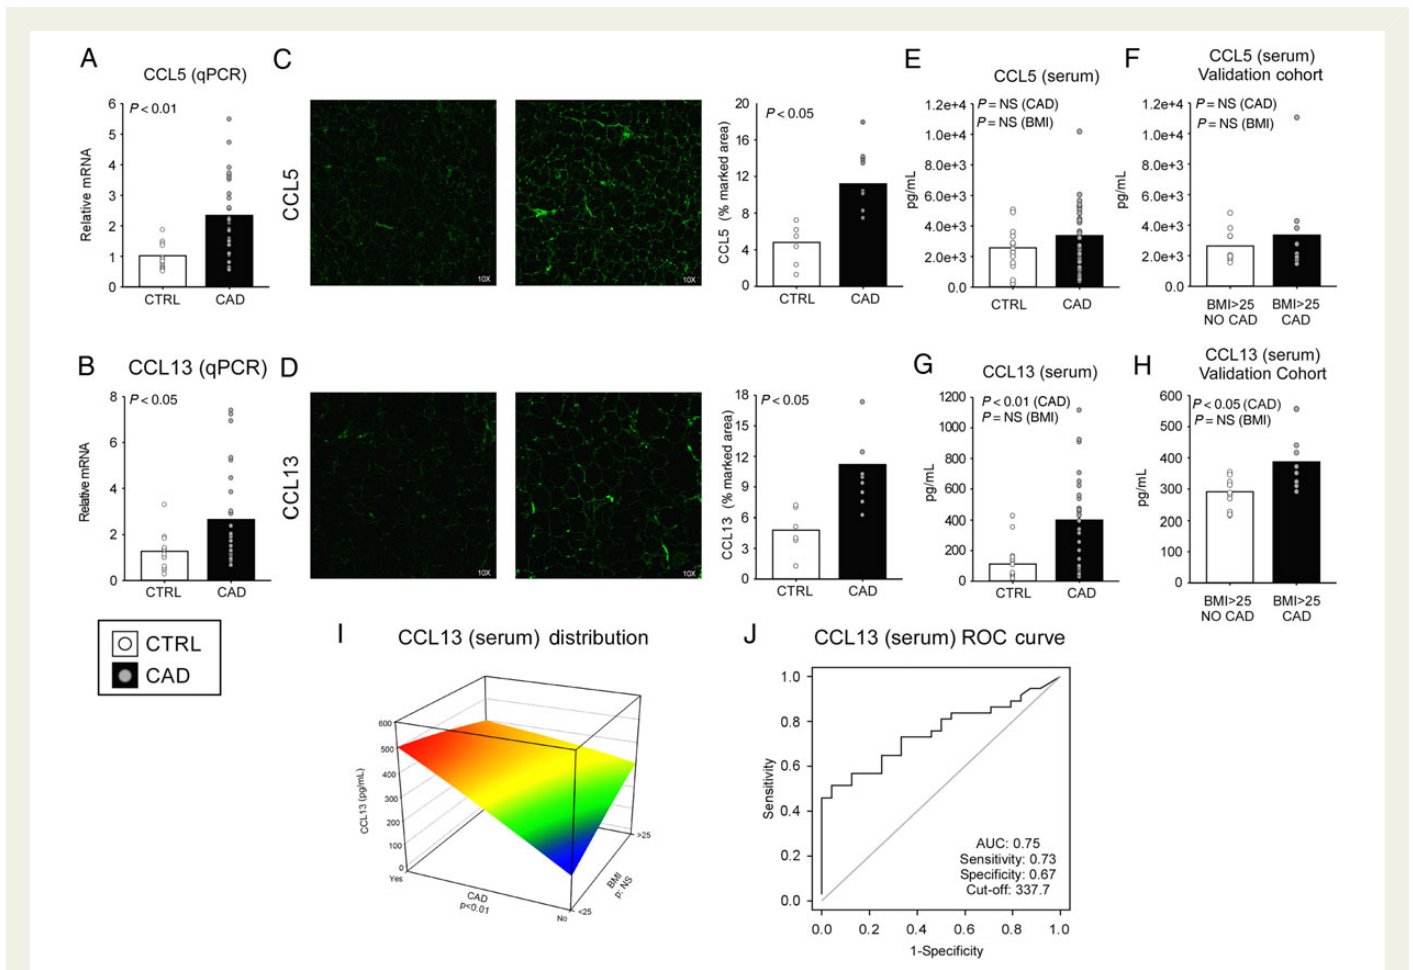 A
CCL5 (qPCR)
P < 0.01
Relative mRNA
6
5
4
3
2
1
0
CTRL
CAD
C
CCL5
10X
10X
CCL5 (% marked area)
P < 0.05
20
16
12
8
4
0
CTRL
CAD
E
CCL5 (serum)
P = NS (CAD)
P = NS (BMI)
pg/mL
1.2e+4
1.0e+4
8.0e+3
6.0e+3
4.0e+3
2.0e+3
0.0
CTRL
CAD
F
CCL5 (serum)
Validation cohort
P = NS (CAD)
P = NS (BMI)
pg/mL
1.2e+4
1.0e+4
8.0e+3
6.0e+3
4.0e+3
2.0e+3
0.0e+4
BMI>25
NO CAD
BMI>25
CAD
B
CCL13 (qPCR)
P < 0.05
Relative mRNA
8
6
4
2
0
CTRL
CAD
D
CCL13
10X
10X
CCL13 (% marked area)
P < 0.05
18
15
12
9
6
3
0
CTRL
CAD
G
CCL13 (serum)
P < 0.01 (CAD)
P = NS (BMI)
pg/mL
1200
1000
800
600
400
200
0
CTRL
CAD
H
CCL13 (serum)
Validation Cohort
P < 0.05 (CAD)
P = NS (BMI)
pg/mL
600
500
400
300
200
100
0
BMI>25
NO CAD
BMI>25
CAD
CTRL
CAD
I
CCL13 (serum) distribution
CCL13 (pg/mL)
600
500
400
300
200
100
0
Yes
CAD
p<0.01
No
<25
BMI
p: NS
>25
J
CCL13 (serum) ROC curve
Sensitivity
1.0
0.8
0.6
0.4
0.2
0.0
AUC: 0.75
Sensitivity: 0.73
Specificity: 0.67
Cut-off: 337.7
0.0
0.2
0.4
0.6
0.8
1.0
1-Specificity